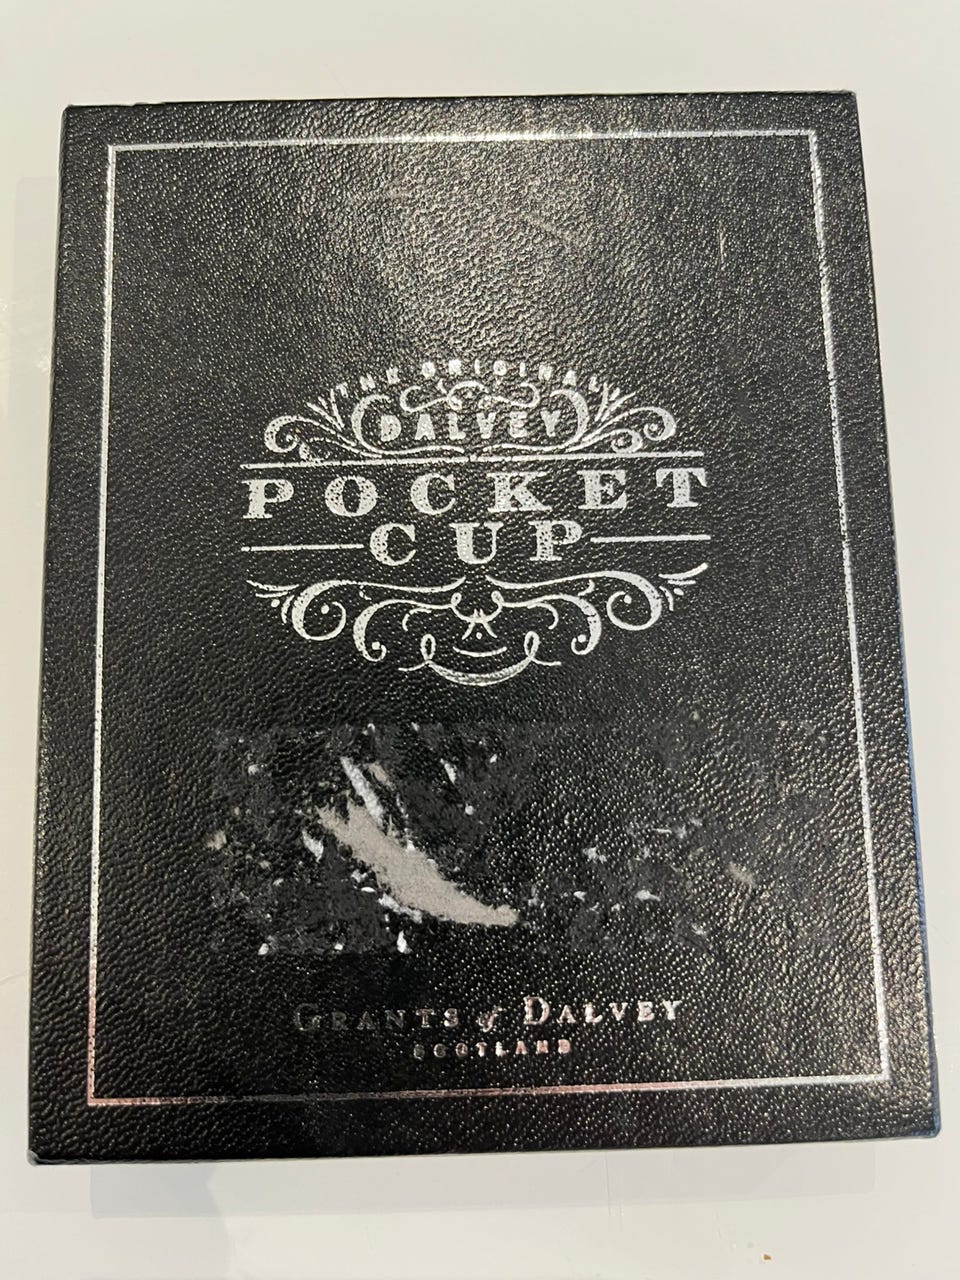 THE ORIGINAL
DALVEY
POCKET
CUP
GRANTS of DALVEY
SCOTLAND